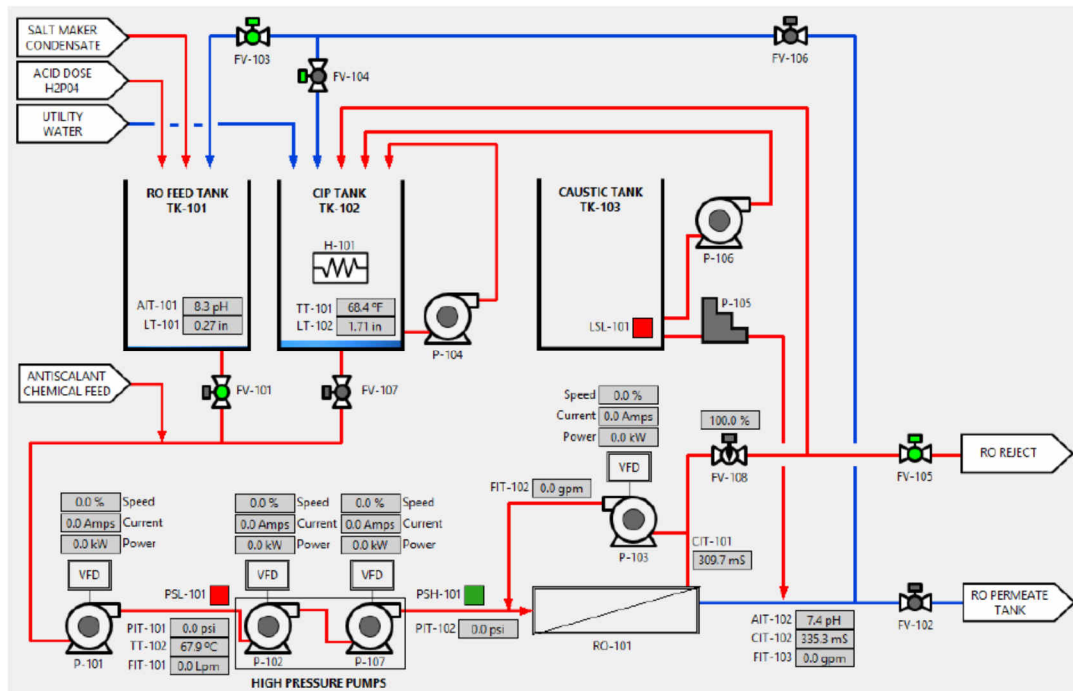 SALT MAKER
CONDENSATE
ACID DOSE
H2P04
UTILITY
WATER
FV-103
FV-104
FV-106
RO FEED TANK
TK-101
AIT-101 8.3 pH
LT-101 0.27 in
CIP TANK
TK-102
H-101
TT-101 68.4 ºF
LT-102 1.71 in
P-104
CAUSTIC TANK
TK-103
LSL-101
P-106
P-105
ANTISCALANT
CHEMICAL FEED
FV-101
FV-107
Speed 0.0 %
Current 0.0 Amps
Power 0.0 kW
VFD
FIT-102 0.0 gpm
P-103
100.0 %
FV-108
FV-105
RO REJECT
CIT-101
309.7 mS
0.0 % Speed
0.0 Amps Current
0.0 kW Power
VFD
P-101
PSL-101
PIT-101 0.0 psi
TT-102 67.9 ºC
FIT-101 0.0 Lpm
0.0 % Speed 0.0 % Speed
0.0 Amps Current 0.0 Amps Current
0.0 kW Power 0.0 kW Power
VFD VFD
P-102 P-107
HIGH PRESSURE PUMPS
PSH-101
PIT-102 0.0 psi
RO-101
AIT-102 7.4 pH
CIT-102 335.3 mS
FIT-103 0.0 gpm
FV-102
RO PERMEATE
TANK